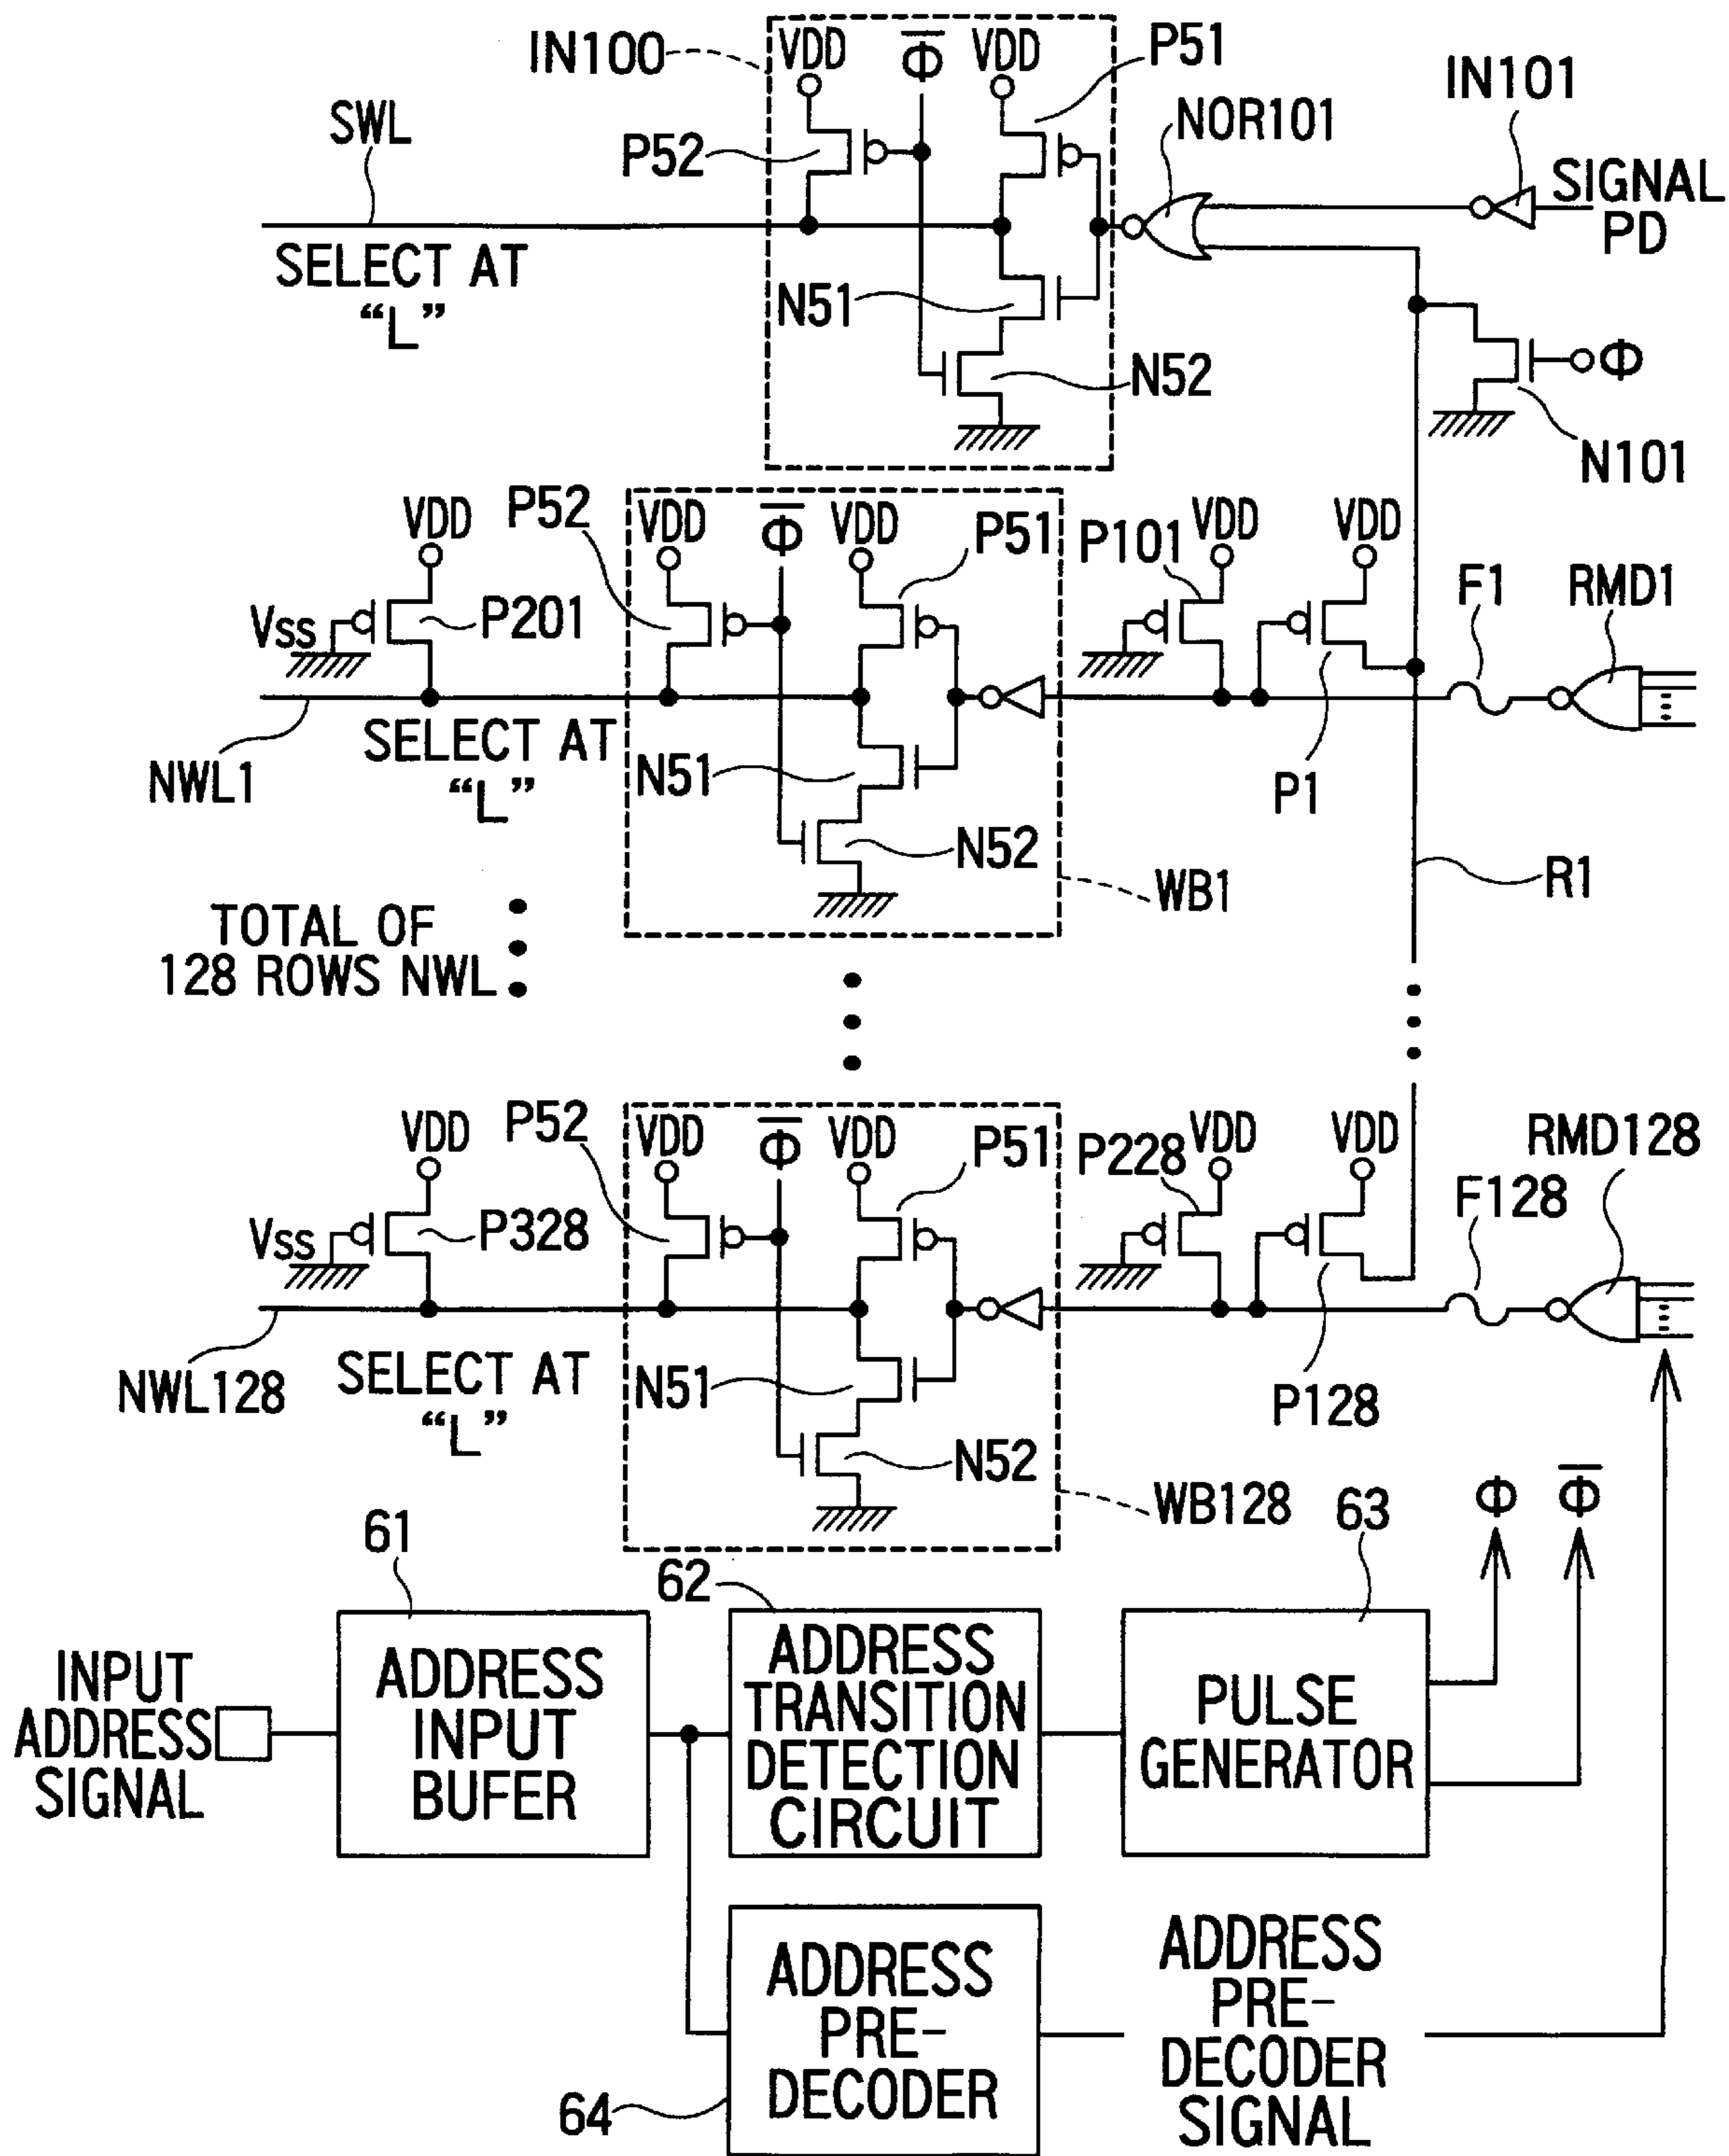 IN100
VDD
Φ̅
VDD
P51
IN101
SWL
P52
NOR101
SIGNAL
PD
SELECT AT
“L”
N51
N52
Φ
N101
VDD
P52
VDD
Φ̅
VDD
P51
P101
VDD
VDD
F1
RMD1
VSS
P201
NWL1
SELECT AT
“L”
N51
P1
N52
WB1
R1
TOTAL OF
128 ROWS NWL
VDD
P52
VDD
Φ̅
VDD
P51
P228
VDD
VDD
RMD128
F128
VSS
P328
NWL128
SELECT AT
“L”
N51
P128
N52
WB128
Φ
Φ̅
61
62
63
INPUT
ADDRESS
SIGNAL
ADDRESS
INPUT
BUFER
ADDRESS
TRANSITION
DETECTION
CIRCUIT
PULSE
GENERATOR
ADDRESS
PRE-
DECODER
64
ADDRESS
PRE-
DECODER
SIGNAL